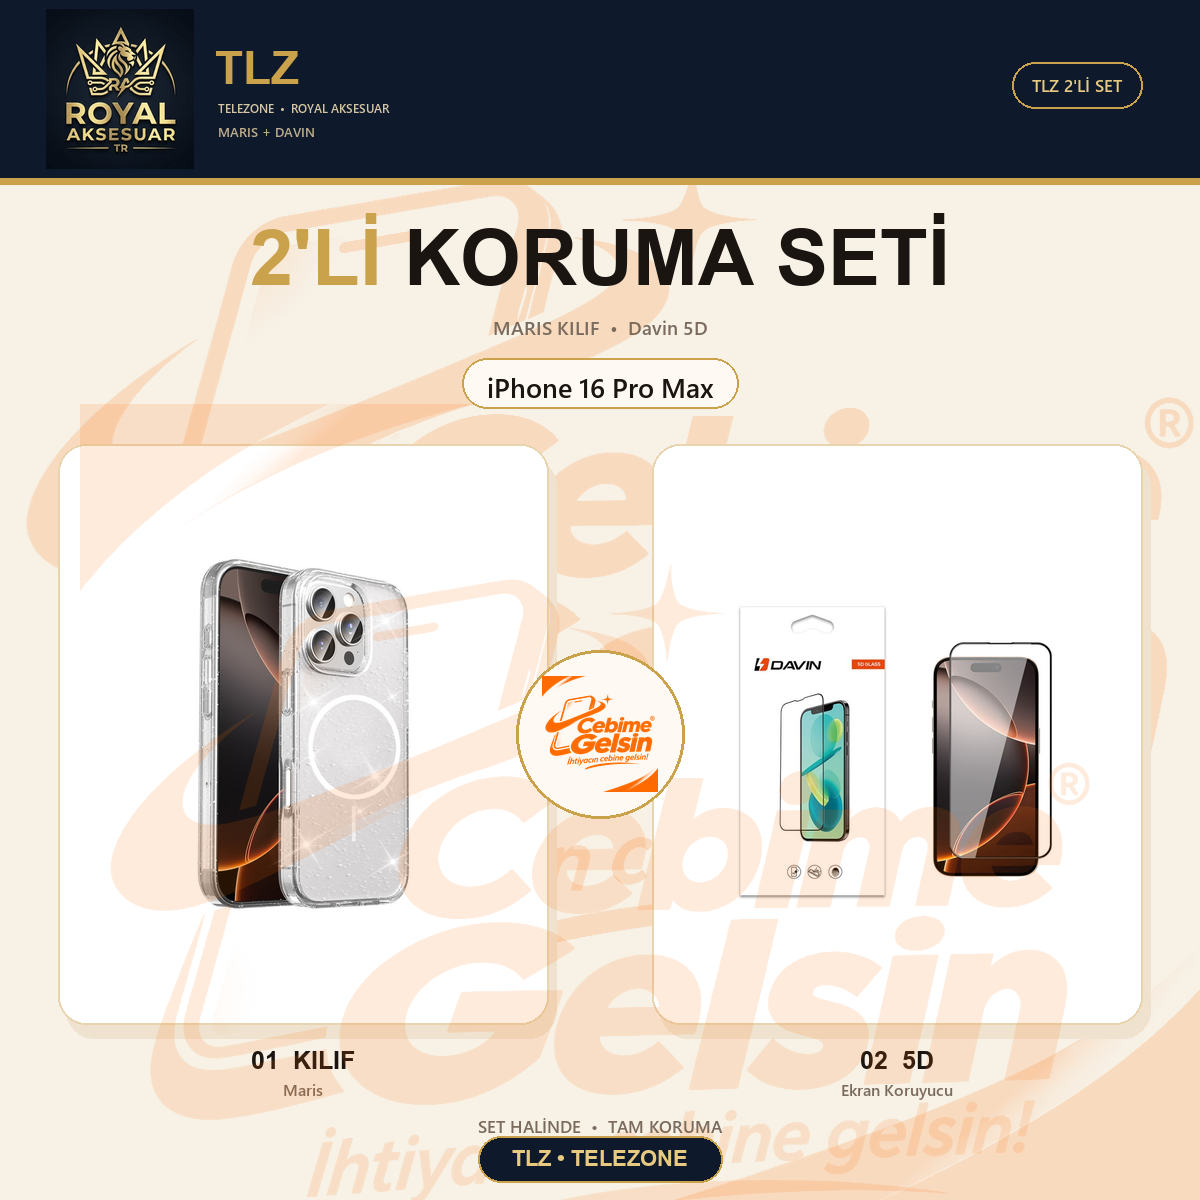 ROYAL
AKSESUAR
TR
TLZ
TELEZONE • ROYAL AKSESUAR
MARIS + DAVIN
TLZ 2'Lİ SET
2'Lİ KORUMA SETİ
MARIS KILIF • Davin 5D
iPhone 16 Pro Max
DAVIN
5D GLASS
Cebime
Gelsin
İhtiyacın cebine gelsin!
Cebime
Gelsin
®
01 KILIF
Maris
02 5D
Ekran Koruyucu
SET HALİNDE • TAM KORUMA
TLZ • TELEZONE